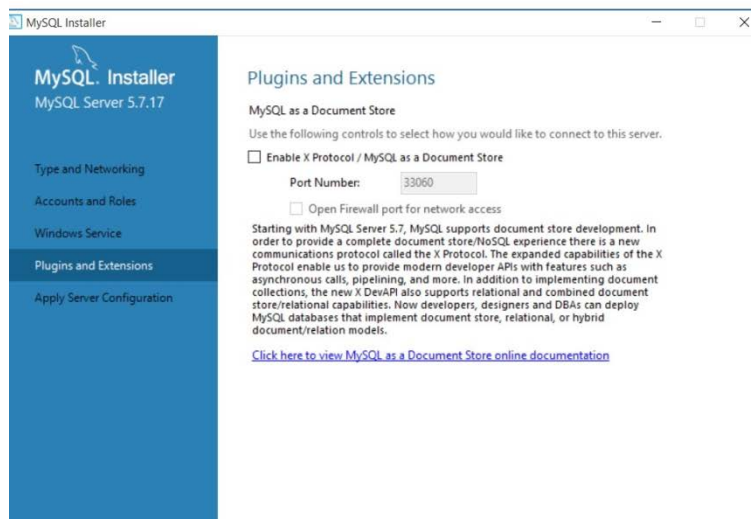 MySQL Installer
MySQL. Installer
MySQL Server 5.7.17
Type and Networking
Accounts and Roles
Windows Service
Plugins and Extensions
Apply Server Configuration
Plugins and Extensions
MySQL as a Document Store
Use the following controls to select how you would like to connect to this server.
Enable X Protocol / MySQL as a Document Store
Port Number: 33060
Open Firewall port for network access
Starting with MySQL Server 5.7, MySQL supports document store development. In
order to provide a complete document store/NoSQL experience there is a new
communications protocol called the X Protocol. The expanded capabilities of the X
Protocol enable us to provide modern developer APIs with features such as
asynchronous calls, pipelining, and more. In addition to implementing document
collections, the new X DevAPI also supports relational and combined document
store/relational capabilities. Now developers, designers and DBAs can deploy
MySQL databases that implement document store, relational, or hybrid
document/relation models.
Click here to view MySQL as a Document Store online documentation